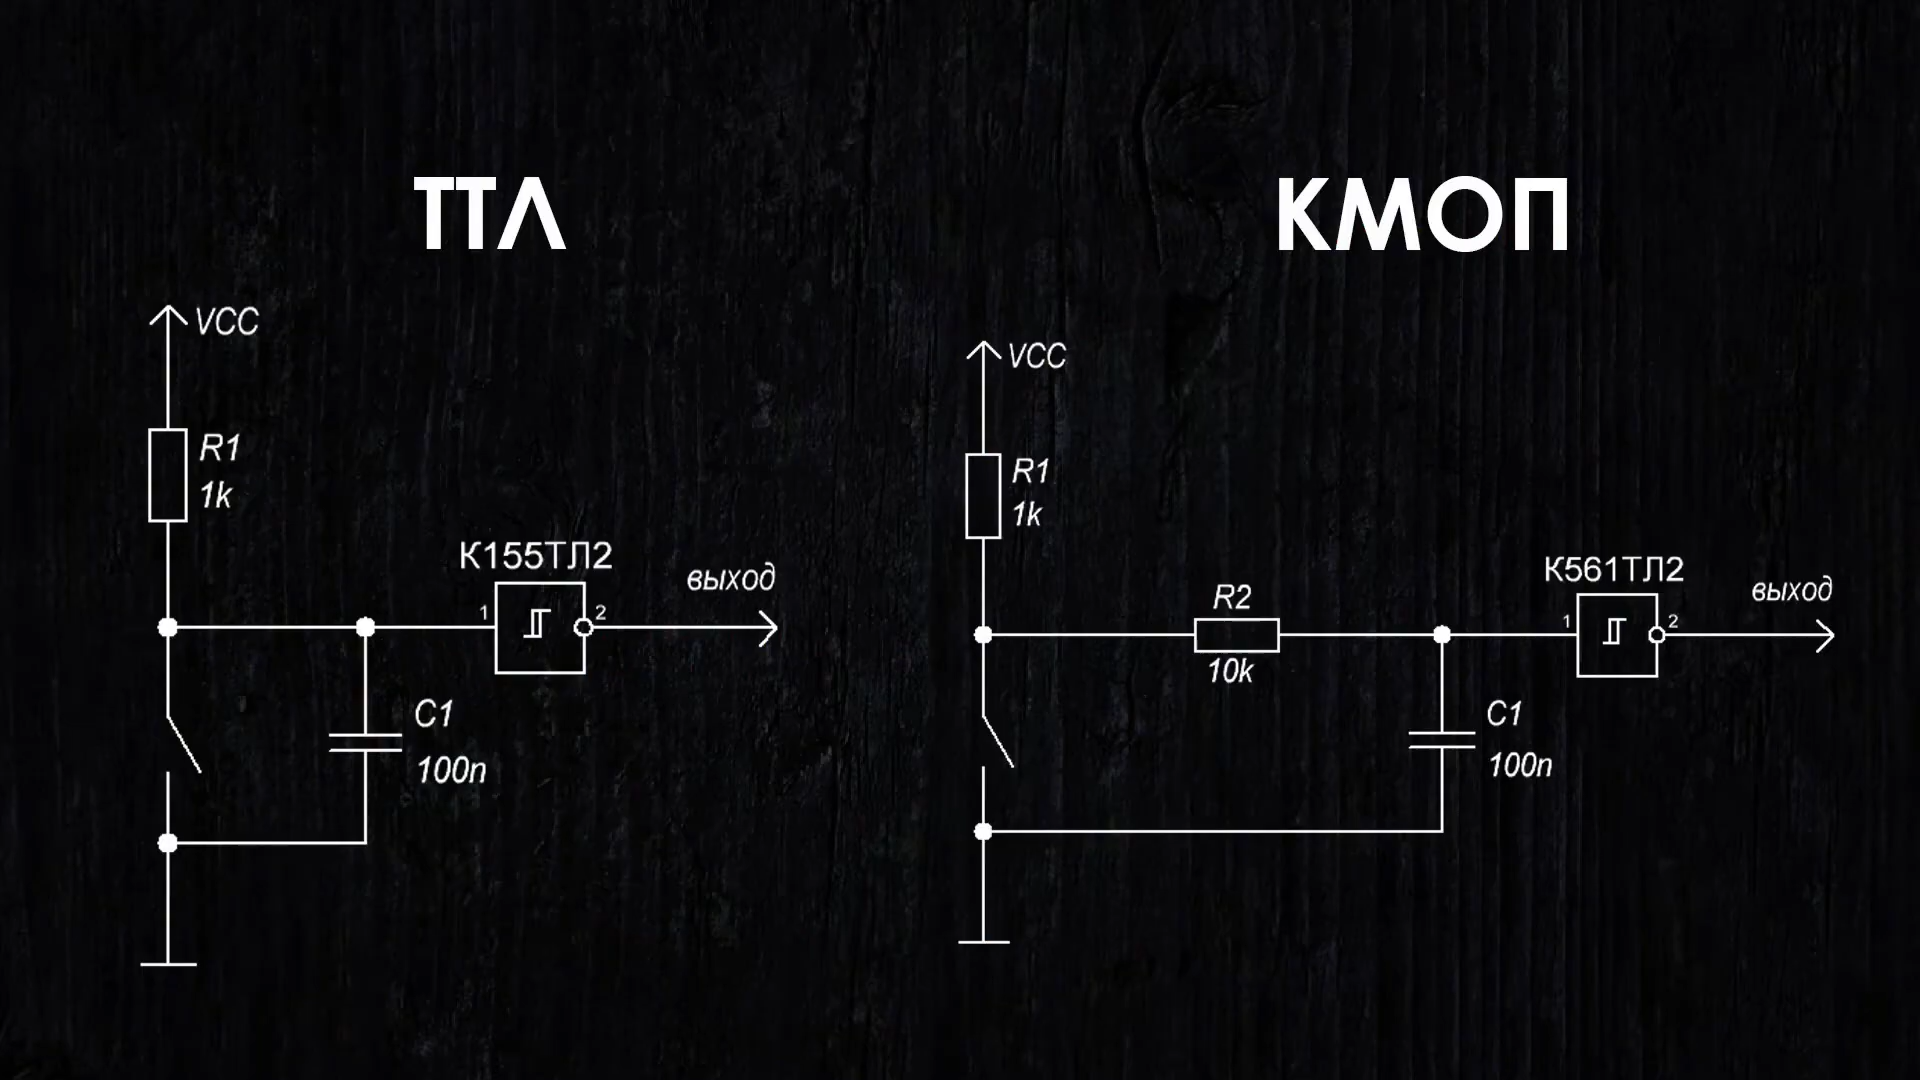 ТТЛ
VCC
R1
1k
К155ТЛ2
1
2
выход
C1
100n
КМОП
VCC
R1
1k
R2
10k
К561ТЛ2
1
2
выход
C1
100n